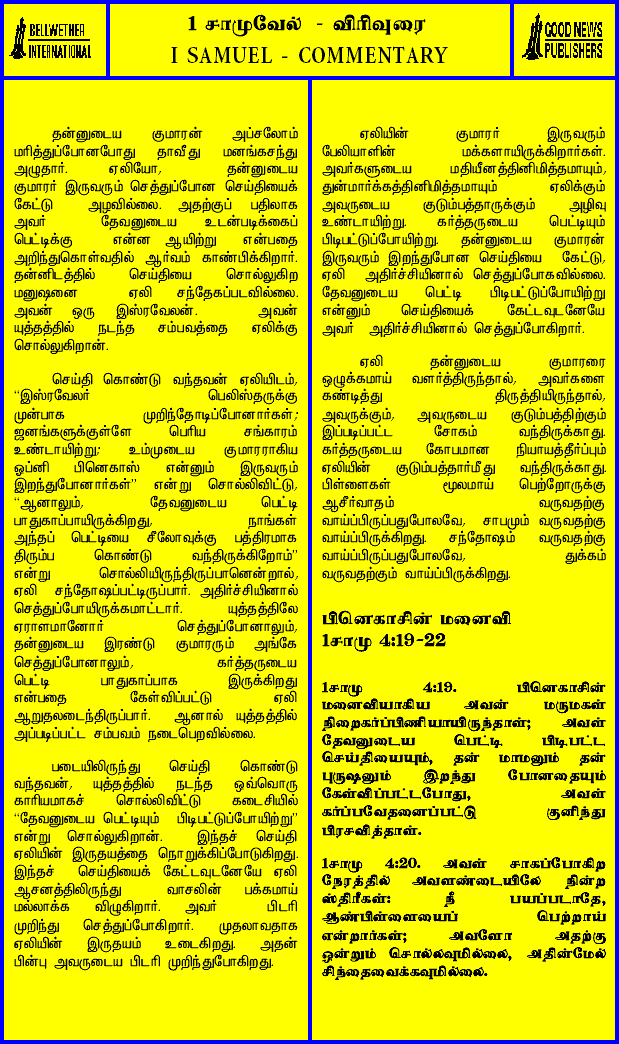 BELLWETHER
INTERNATIONAL
1 சாமுவேல் - விரிவுரை
I SAMUEL - COMMENTARY
GOOD NEWS
PUBLISHERS
தன்னுடைய குமாரன் அப்சலோம்
மரித்துப்போனபோது தாவீது மனங்கசந்து
அழுதார். ஏலியோ, தன்னுடைய
குமாரர் இருவரும் செத்துப்போன செய்தியைக்
கேட்டு அழவில்லை. அதற்குப் பதிலாக
அவர் தேவனுடைய உடன்படிக்கைப்
பெட்டிக்கு என்ன ஆயிற்று என்பதை
அறிந்துகொள்வதில் ஆர்வம் காண்பிக்கிறார்.
தன்னிடத்தில் செய்தியை சொல்லுகிற
மனுஷனை ஏலி சந்தேகப்படவில்லை.
அவன் ஒரு இஸ்ரவேலன். அவன்
யுத்தத்தில் நடந்த சம்பவத்தை ஏலிக்கு
சொல்லுகிறான்.
செய்தி கொண்டு வந்தவன் ஏலியிடம்,
“இஸ்ரவேலர் பெலிஸ்தருக்கு
முன்பாக முறிந்தோடிப்போனார்கள்;
ஜனங்களுக்குள்ளே பெரிய சங்காரம்
உண்டாயிற்று; உம்முடைய குமாரராகிய
ஓப்னி பினெகாஸ் என்னும் இருவரும்
இறந்துபோனார்கள்” என்று சொல்லிவிட்டு,
“ஆனாலும், தேவனுடைய பெட்டி
பாதுகாப்பாயிருக்கிறது, நாங்கள்
அந்தப் பெட்டியை சீலோவுக்கு பத்திரமாக
திரும்ப கொண்டு வந்திருக்கிறோம்”
என்று சொல்லியிருந்திருப்பானென்றால்,
ஏலி சந்தோஷப்பட்டிருப்பார். அதிர்ச்சியினால்
செத்துப்போயிருக்கமாட்டார். யுத்தத்திலே
ஏராளமானோர் செத்துப்போனாலும்,
தன்னுடைய இரண்டு குமாரரும் அங்கே
செத்துப்போனாலும், கர்த்தருடைய
பெட்டி பாதுகாப்பாக இருக்கிறது
என்பதை கேள்விப்பட்டு ஏலி
ஆறுதலடைந்திருப்பார். ஆனால் யுத்தத்தில்
அப்படிப்பட்ட சம்பவம் நடைபெறவில்லை.
படையிலிருந்து செய்தி கொண்டு
வந்தவன், யுத்தத்தில் நடந்த ஒவ்வொரு
காரியமாகச் சொல்லிவிட்டு கடைசியில்
“தேவனுடைய பெட்டியும் பிடிபட்டுப்போயிற்று”
என்று சொல்லுகிறான். இந்தச் செய்தி
ஏலியின் இருதயத்தை நொறுக்கிப்போடுகிறது.
இந்தச் செய்தியைக் கேட்டவுடனேயே ஏலி
ஆசனத்திலிருந்து வாசலின் பக்கமாய்
மல்லாக்க விழுகிறார். அவர் பிடரி
முறிந்து செத்துப்போகிறார். முதலாவதாக
ஏலியின் இருதயம் உடைகிறது. அதன்
பின்பு அவருடைய பிடரி முறிந்துபோகிறது.
ஏலியின் குமாரர் இருவரும்
பேலியாளின் மக்களாயிருக்கிறார்கள்.
அவர்களுடைய மதியீனத்தினிமித்தமாயும்,
துன்மார்க்கத்தினிமித்தமாயும் ஏலிக்கும்
அவருடைய குடும்பத்தாருக்கும் அழிவு
உண்டாயிற்று. கர்த்தருடைய பெட்டியும்
பிடிபட்டுப்போயிற்று. தன்னுடைய குமாரன்
இருவரும் இறந்துபோன செய்தியை கேட்டு,
ஏலி அதிர்ச்சியினால் செத்துப்போகவில்லை.
தேவனுடைய பெட்டி பிடிபட்டுப்போயிற்று
என்னும் செய்தியைக் கேட்டவுடனேயே
அவர் அதிர்ச்சியினால் செத்துப்போகிறார்.
ஏலி தன்னுடைய குமாரரை
ஒழுக்கமாய் வளர்த்திருந்தால், அவர்களை
கண்டித்து திருத்தியிருந்தால்,
அவருக்கும், அவருடைய குடும்பத்திற்கும்
இப்படிப்பட்ட சோகம் வந்திருக்காது.
கர்த்தருடைய கோபமான நியாயத்தீர்ப்பும்
ஏலியின் குடும்பத்தார்மீது வந்திருக்காது.
பிள்ளைகள் மூலமாய் பெற்றோருக்கு
ஆசீர்வாதம் வருவதற்கு
வாய்ப்பிருப்பதுபோலவே, சாபமும் வருவதற்கு
வாய்ப்பிருக்கிறது. சந்தோஷம் வருவதற்கு
வாய்ப்பிருப்பதுபோலவே, துக்கம்
வருவதற்கும் வாய்ப்பிருக்கிறது.
பினெகாசின் மனைவி
1சாமு 4:19-22
1சாமு 4:19. பினெகாசின்
மனைவியாகிய அவன் மருமகள்
நிறைகர்ப்பிணியாயிருந்தாள்; அவள்
தேவனுடைய பெட்டி பிடிபட்ட
செய்தியையும், தன் மாமனும் தன்
புருஷனும் இறந்து போனதையும்
கேள்விப்பட்டபோது, அவள்
கர்ப்பவேதனைப்பட்டு குனிந்து
பிரசவித்தாள்.
1சாமு 4:20. அவள் சாகப்போகிற
நேரத்தில் அவளண்டையிலே நின்ற
ஸ்திரீகள்: நீ பயப்படாதே,
ஆண்பிள்ளையைப் பெற்றாய்
என்றார்கள்; அவளோ அதற்கு
ஒன்றும் சொல்லவுமில்லை, அதின்மேல்
சிந்தைவைக்கவுமில்லை.